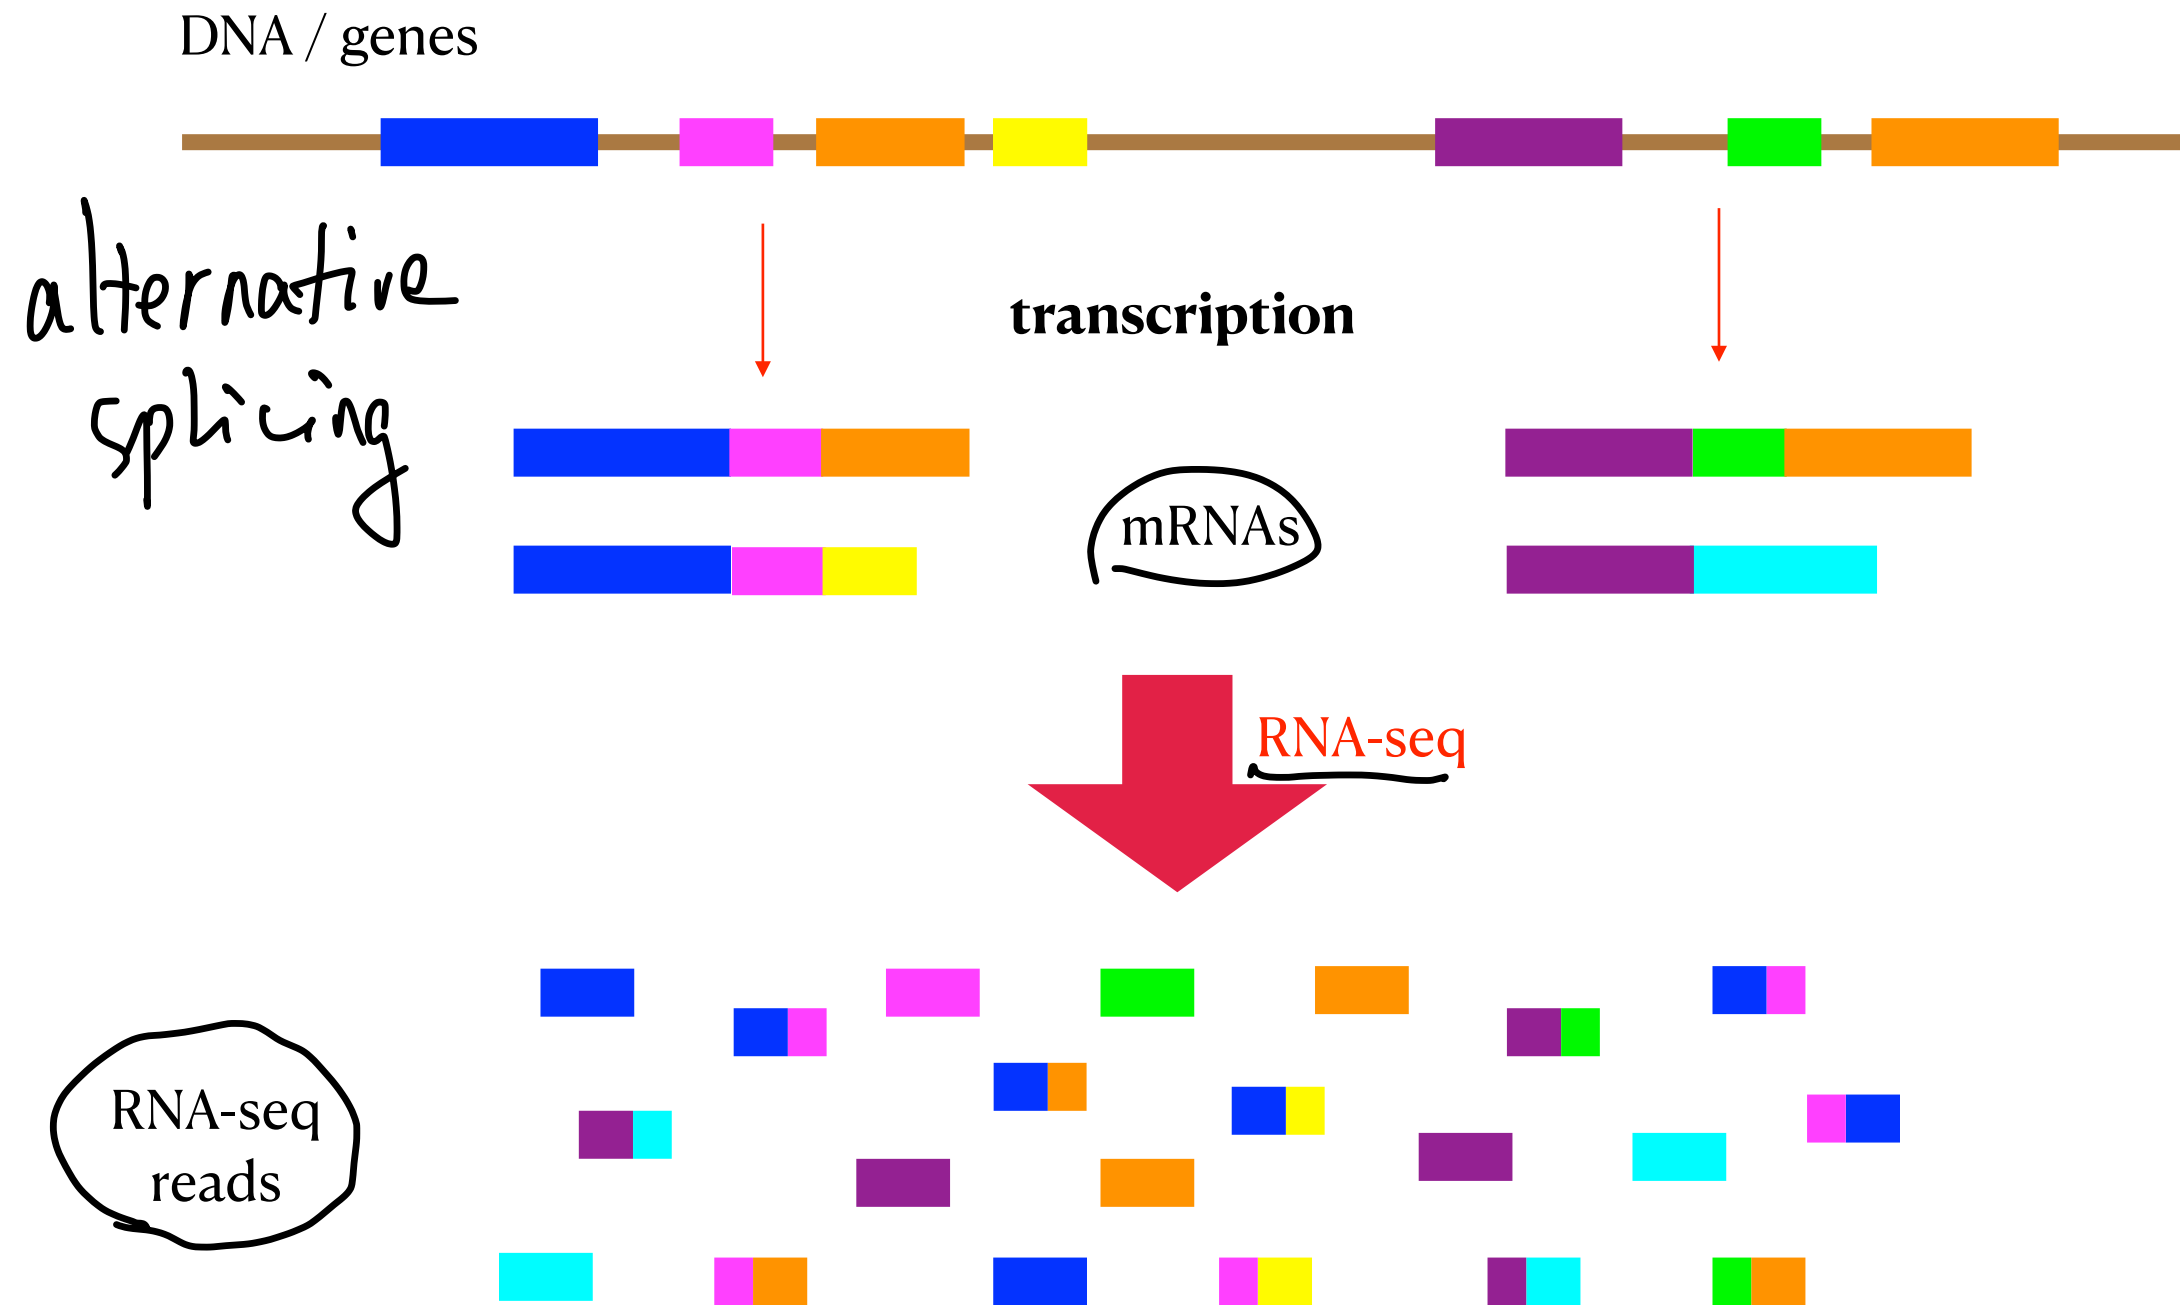 DNA / genes
alternative
splicing
transcription
mRNAs
RNA-seq
RNA-seq
reads